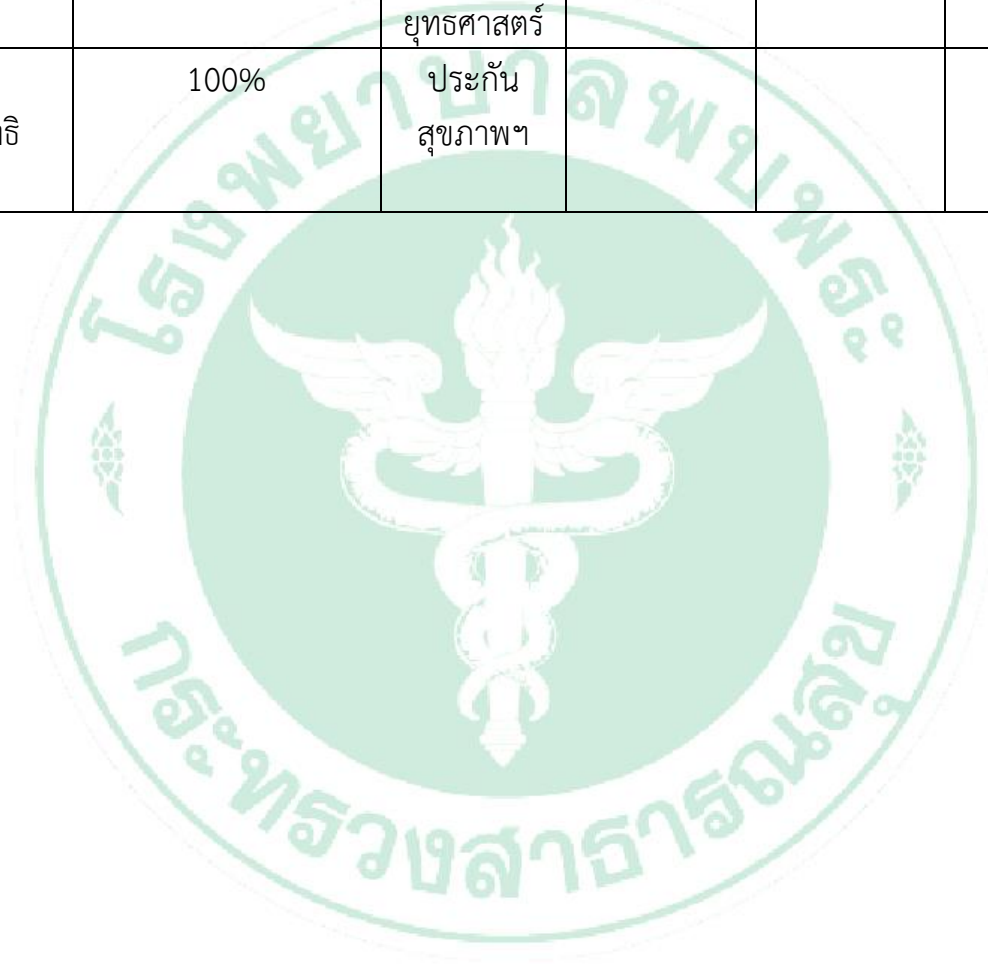 ยุทธศาสตร์
100% ประกัน
สุขภาพฯ
โรงพยาบาลพบพระ
กระทรวงสาธารณสุข